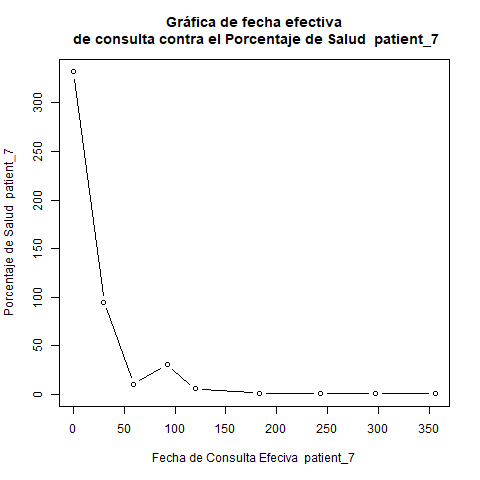 Gráfica de fecha efectiva
de consulta contra el Porcentaje de Salud patient_7
Porcentaje de Salud patient_7
300
250
200
150
100
50
0
0 50 100 150 200 250 300 350
Fecha de Consulta Efeciva patient_7